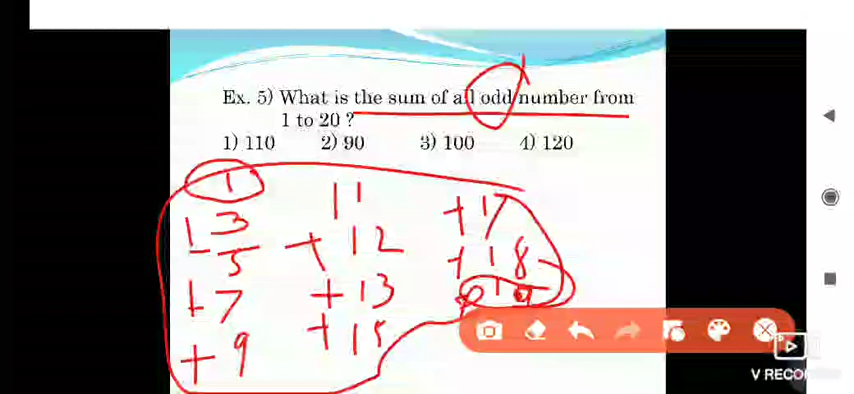 Ex. 5) What is the sum of all odd number from
1 to 20 ?
1) 110 2) 90 3) 100 4) 120
1 11 +17
+3 +12 +18
5 +13 19
+7 +15
+9
V RECO